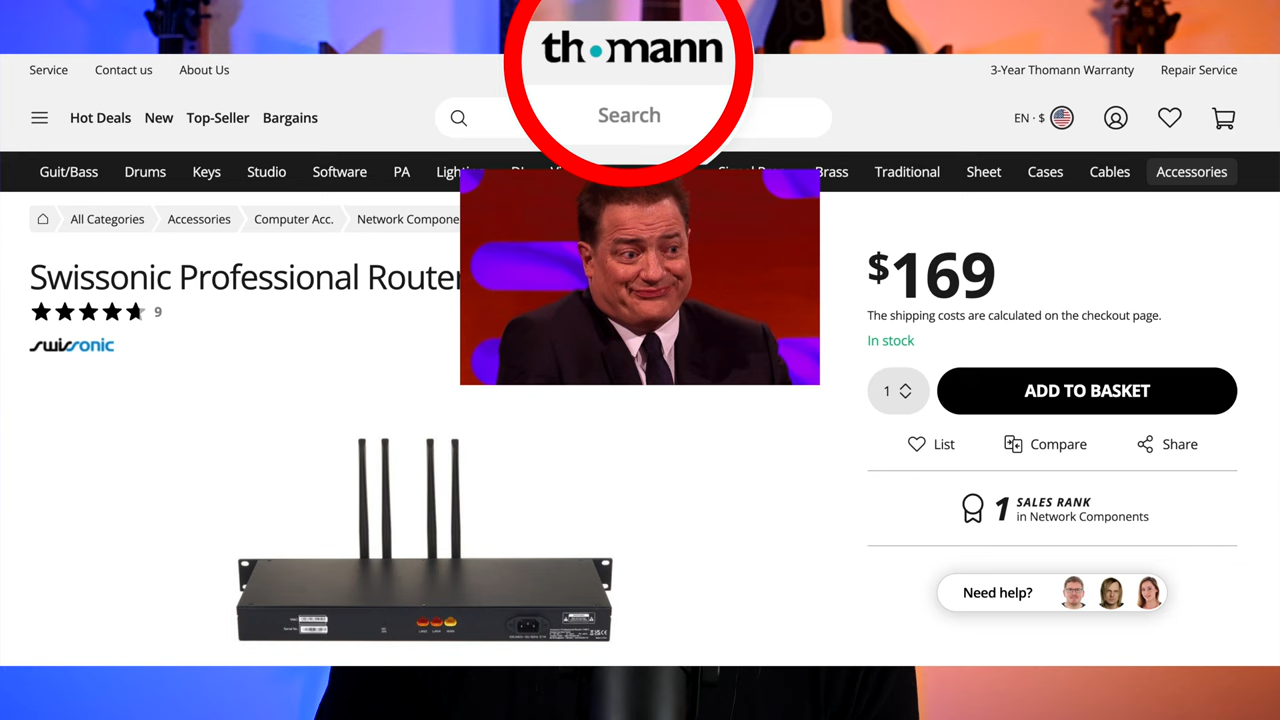 thomann
Service Contact us About Us
3-Year Thomann Warranty Repair Service
Hot Deals New Top-Seller Bargains
Search
EN · $
Guit/Bass Drums Keys Studio Software PA Traditional Sheet Cases Cables Accessories
All Categories Accessories Computer Acc. Network Compone
Swissonic Professional Router
9
swissonic
$169
The shipping costs are calculated on the checkout page.
In stock
1
ADD TO BASKET
List Compare Share
1 SALES RANK
in Network Components
Need help?